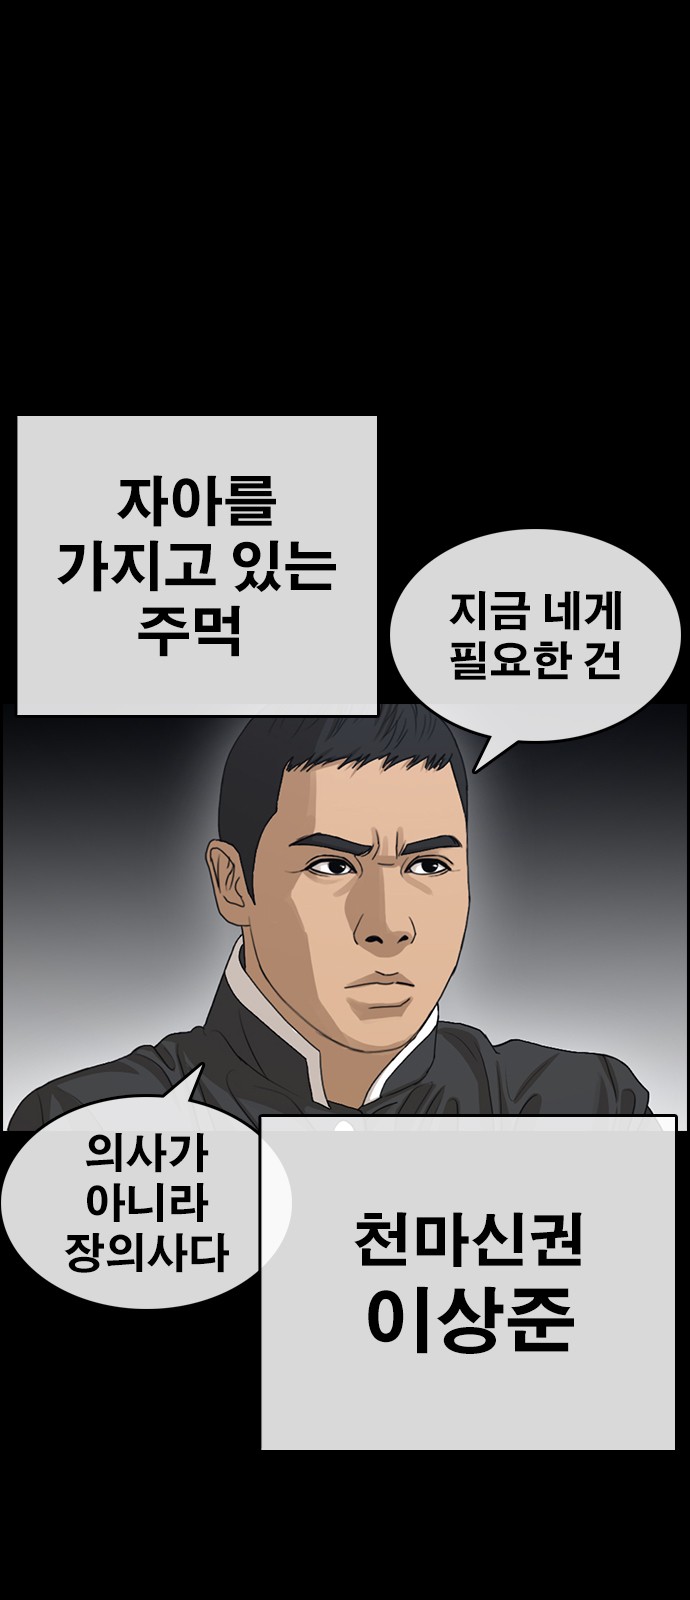 자아를
가지고 있는
주먹
지금 네게
필요한 건
의사가
아니라
장의사다
천마신권
이상준